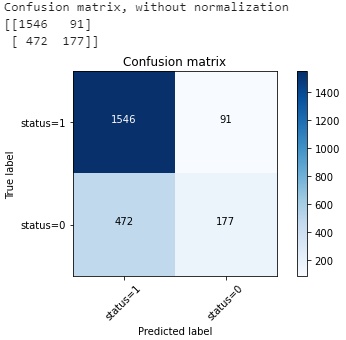 Confusion matrix, without normalization
[[1546   91]
 [ 472  177]]
Confusion matrix
True label
status=1
1546
91
status=0
472
177
status=1
status=0
Predicted label
1400
1200
1000
800
600
400
200